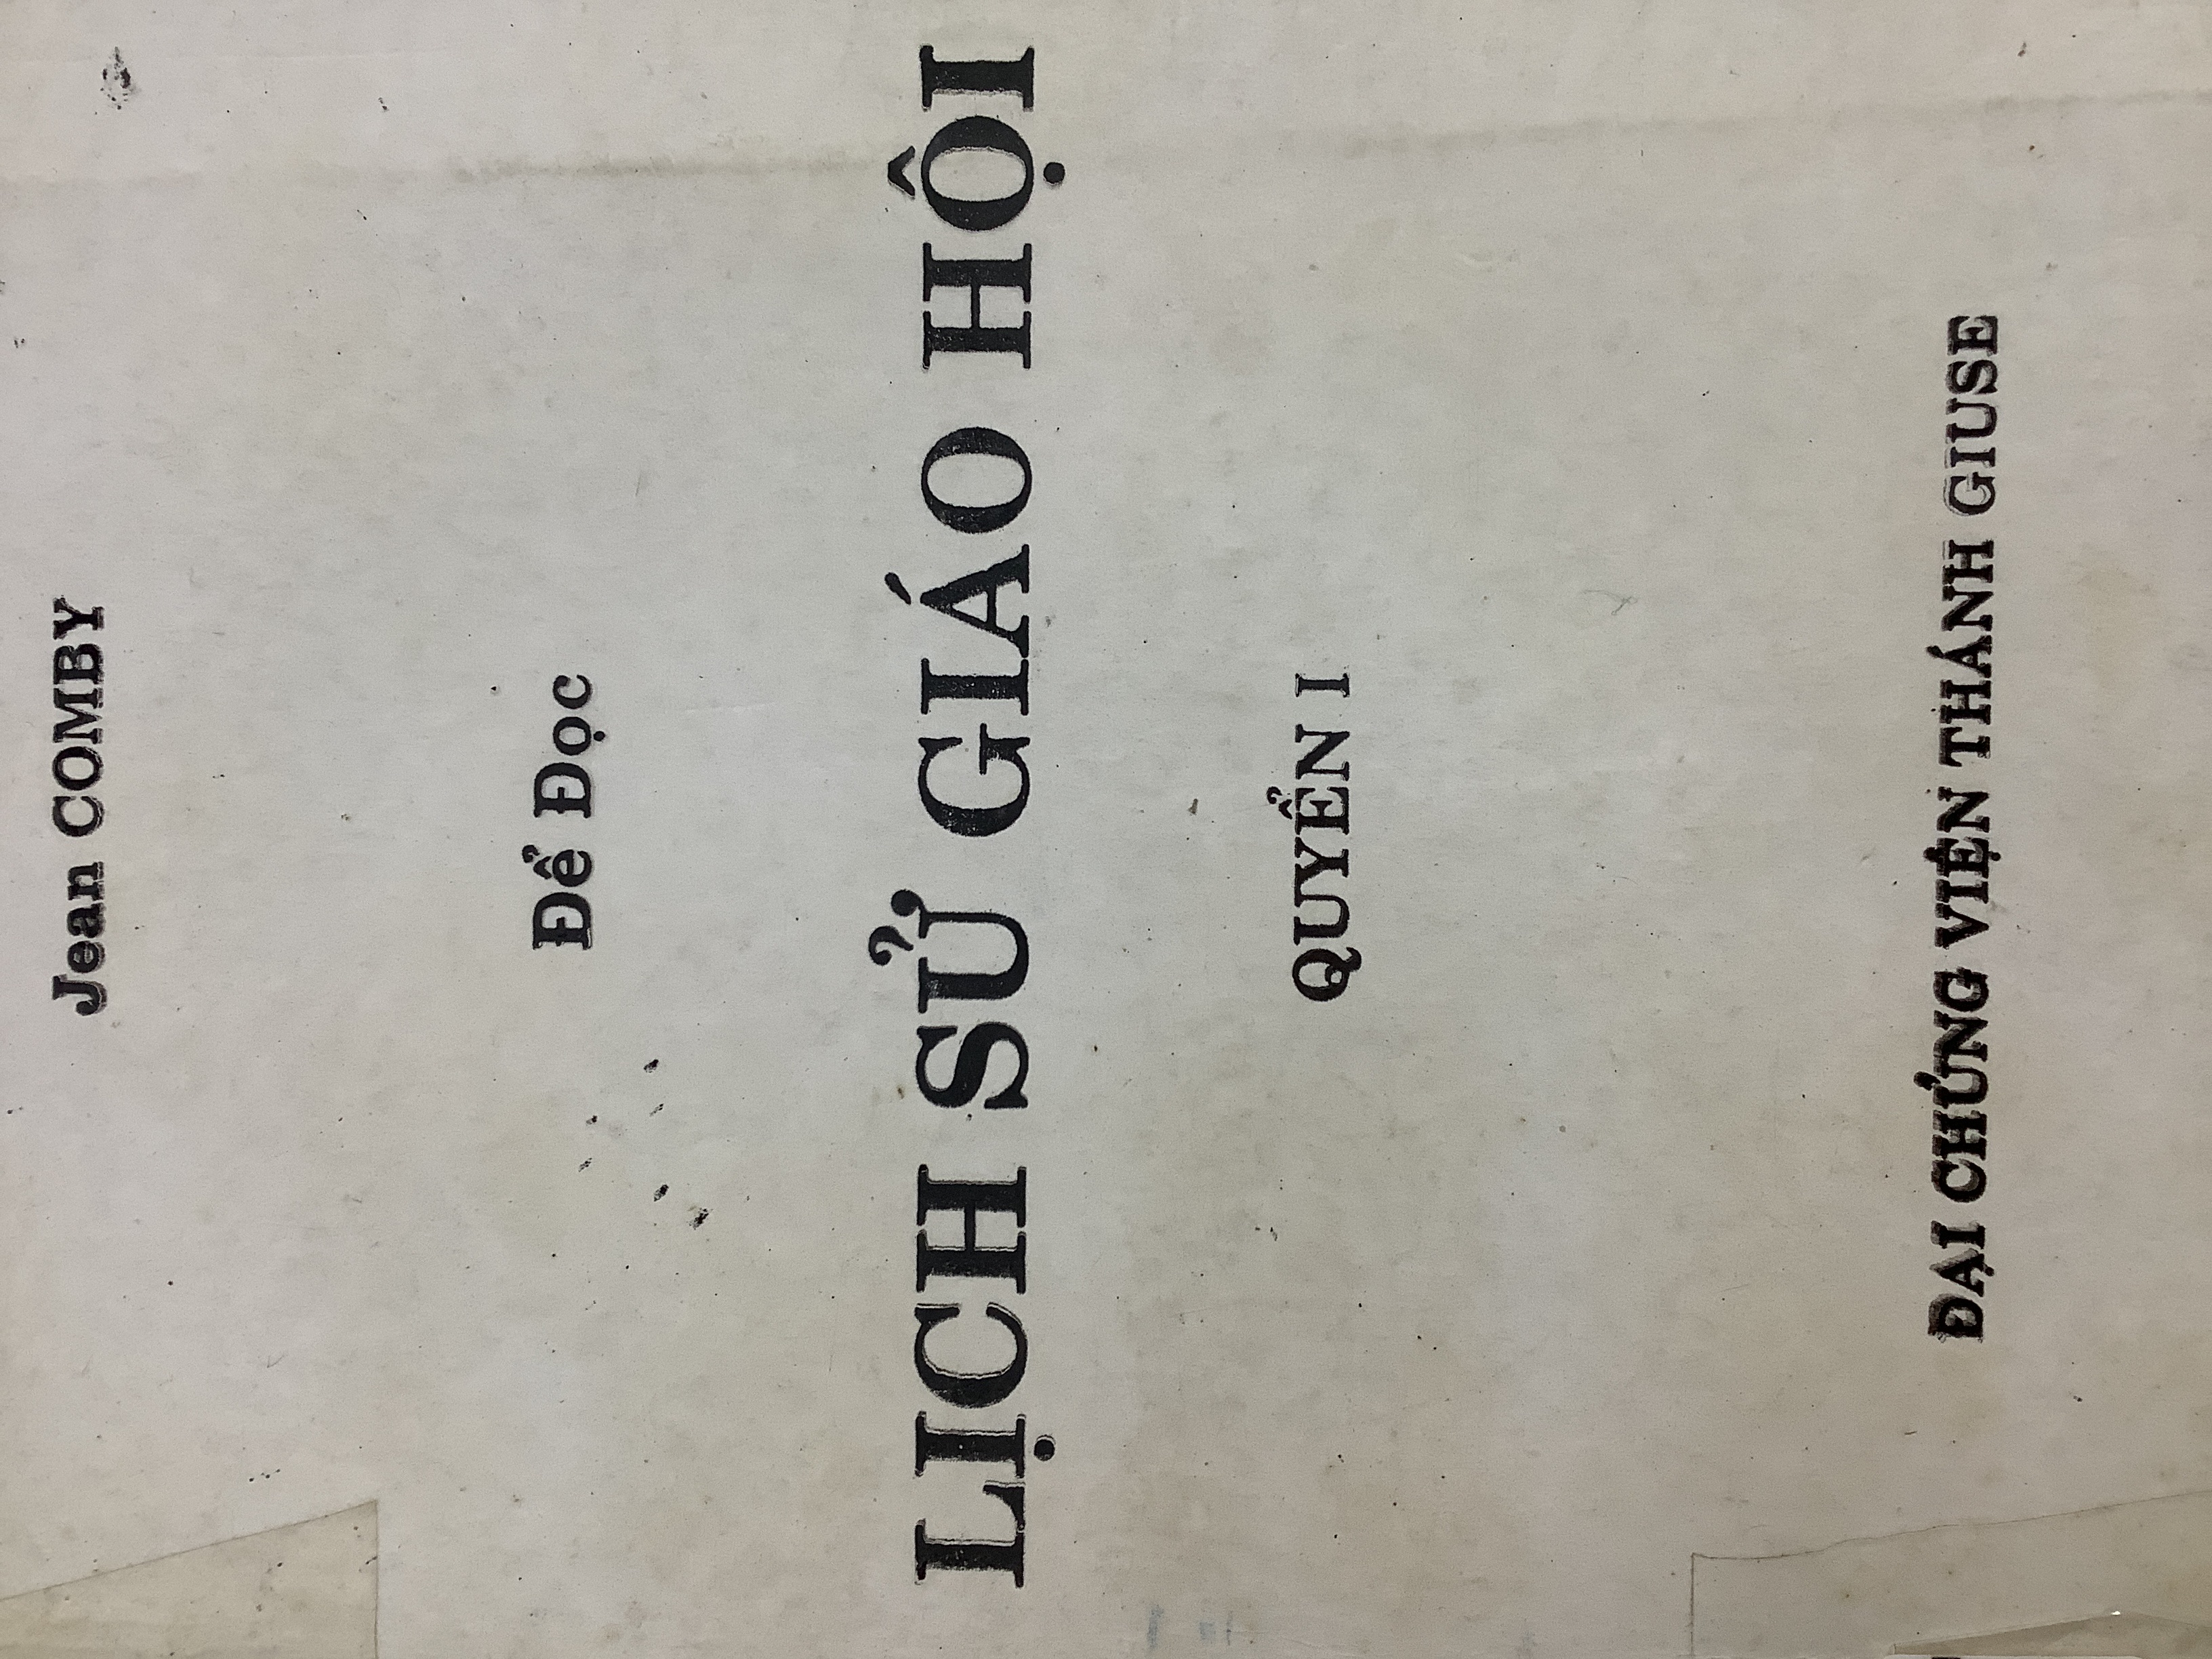 Jean COMBY
Để Đọc
LỊCH SỬ GIÁO HỘI
QUYỂN I
ĐẠI CHỦNG VIỆN THÁNH GIUSE